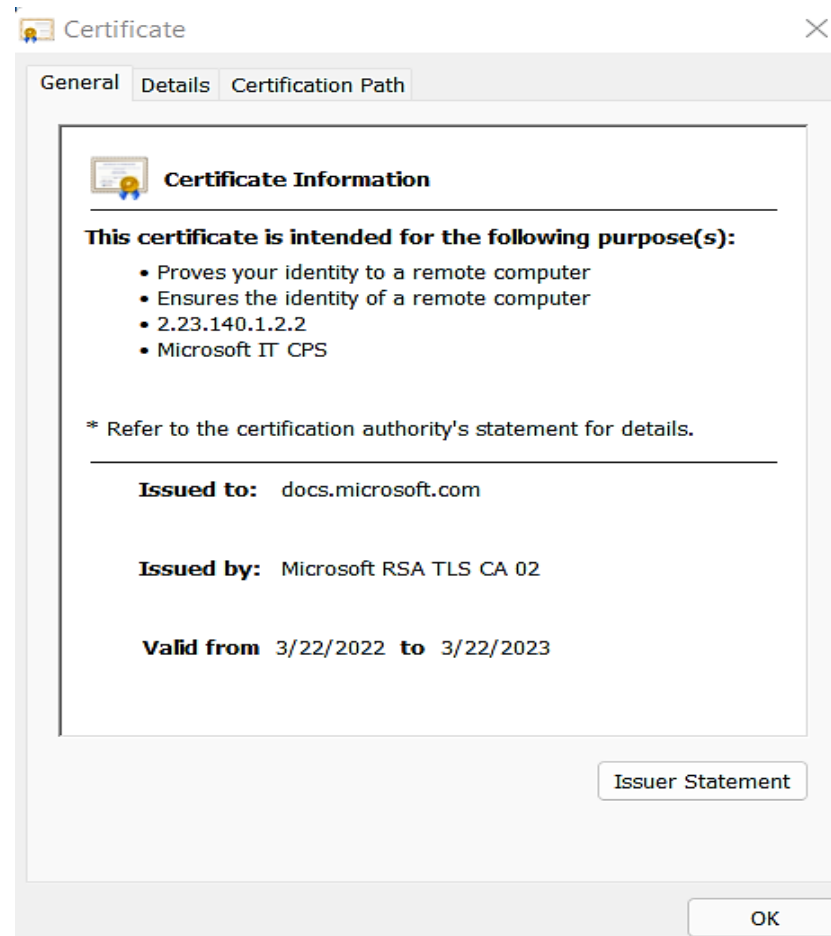 Certificate
General Details Certification Path
Certificate Information
This certificate is intended for the following purpose(s):
• Proves your identity to a remote computer
• Ensures the identity of a remote computer
• 2.23.140.1.2.2
• Microsoft IT CPS
* Refer to the certification authority's statement for details.
Issued to: docs.microsoft.com
Issued by: Microsoft RSA TLS CA 02
Valid from 3/22/2022 to 3/22/2023
Issuer Statement
OK